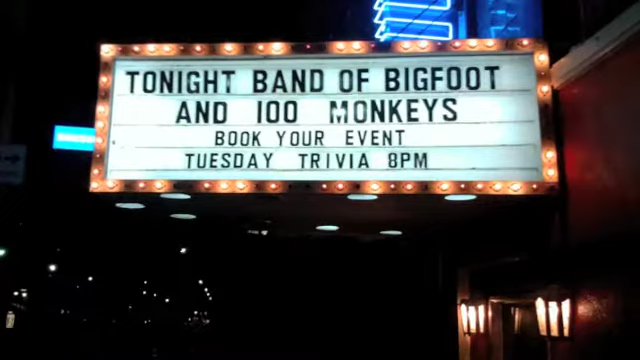 TONIGHT BAND OF BIGFOOT
AND 100 MONKEYS
BOOK YOUR EVENT
TUESDAY TRIVIA 8PM